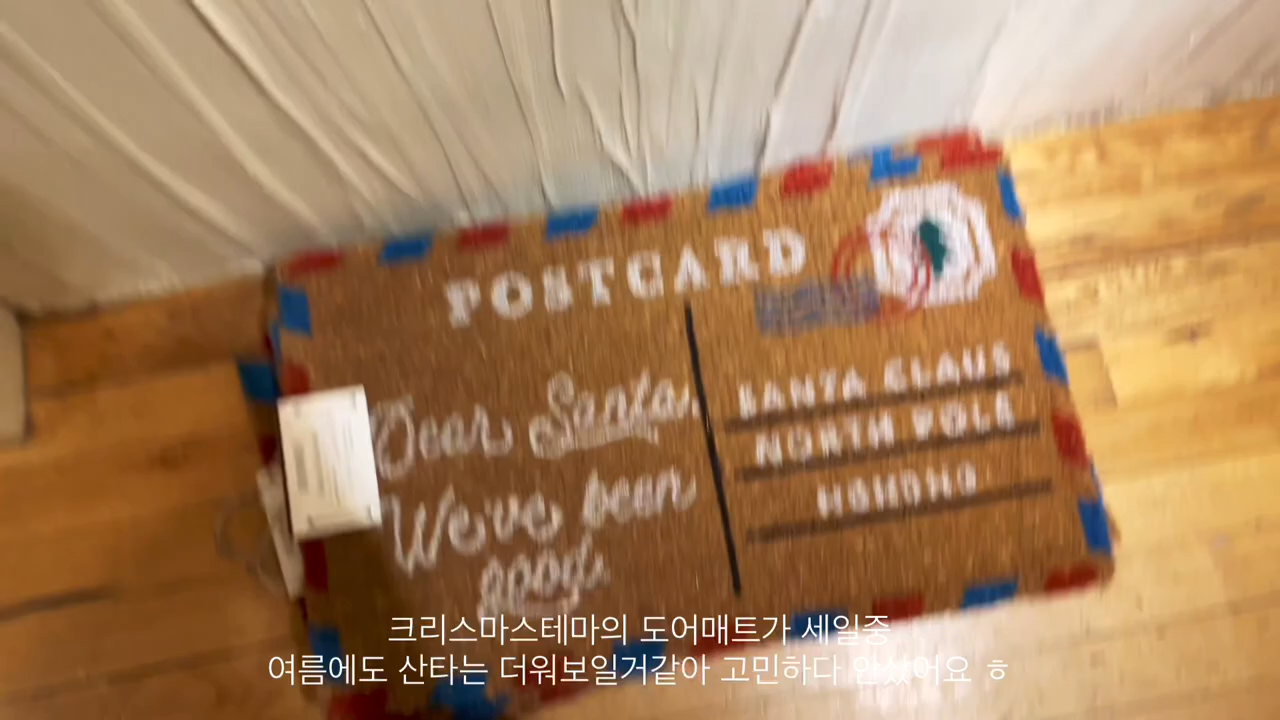 POSTCARD
Dear Santa,
We've been
good!
SANTA CLAUS
NORTH POLE
HOHOHO
크리스마스테마의 도어매트가 세일중
여름에도 산타는 더워보일거같아 고민하다 안샀어요 ㅎ